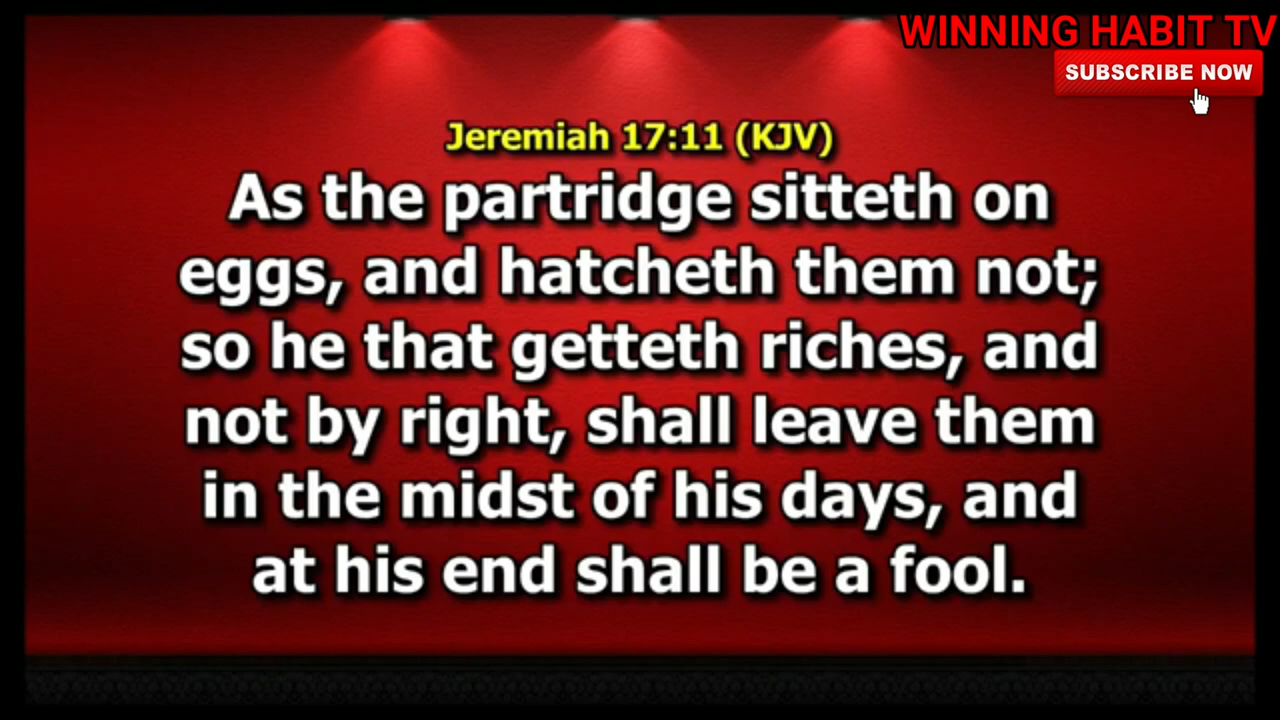 WINNING HABIT TV
SUBSCRIBE NOW
Jeremiah 17:11 (KJV)
As the partridge sitteth on
eggs, and hatcheth them not;
so he that getteth riches, and
not by right, shall leave them
in the midst of his days, and
at his end shall be a fool.